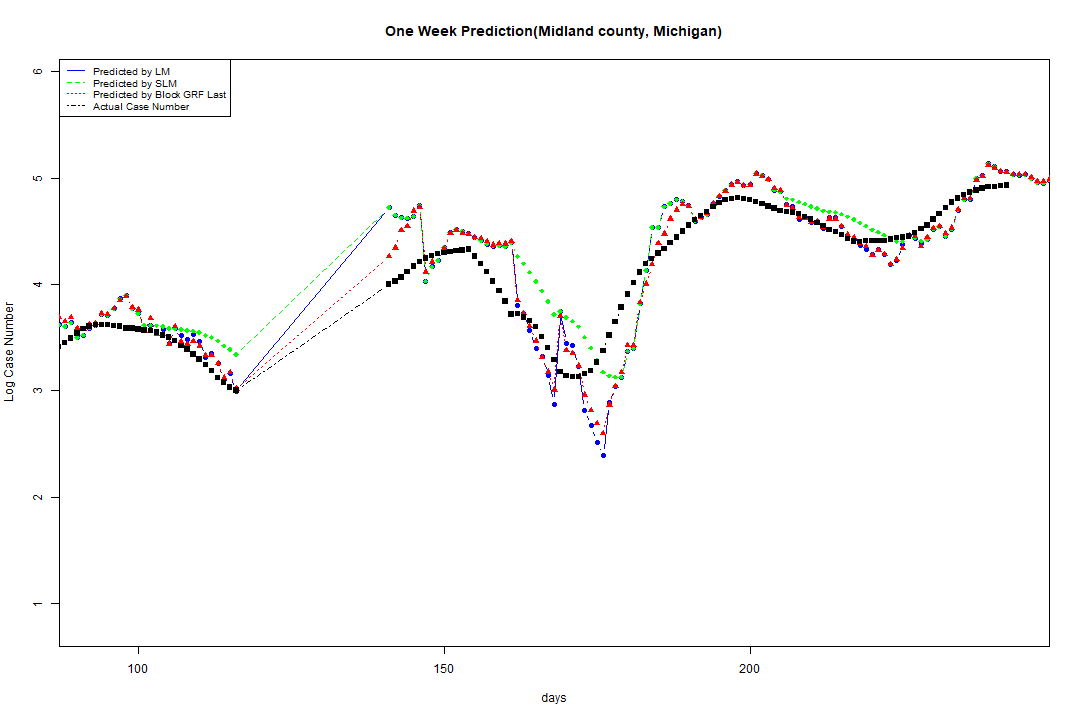 One Week Prediction(Midland county, Michigan)
Predicted by LM
Predicted by SLM
Predicted by Block GRF Last
Actual Case Number
6
5
4
3
2
1
Log Case Number
100 150 200
days